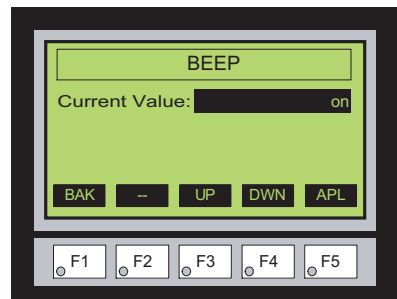 BEEP
Current Value: on
BAK -- UP DWN APL
F1 F2 F3 F4 F5